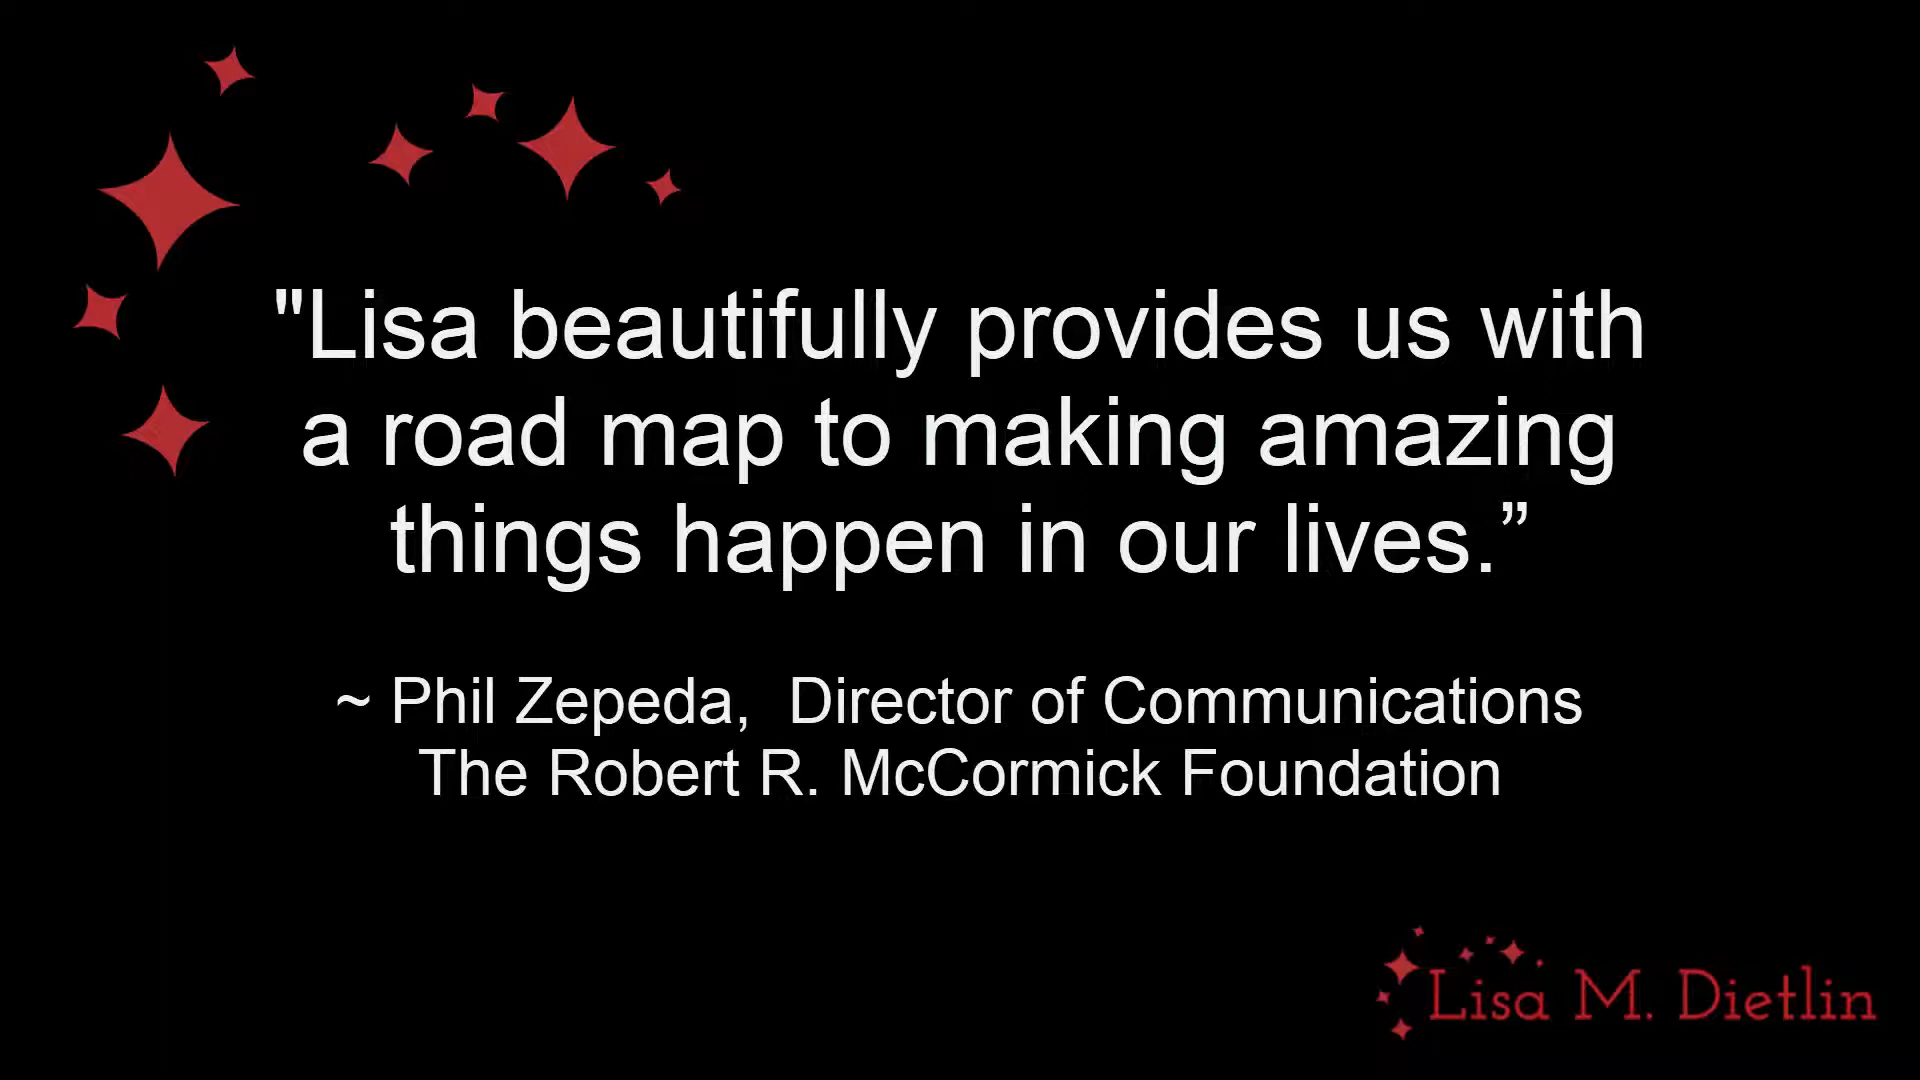 "Lisa beautifully provides us with
a road map to making amazing
things happen in our lives.”
~ Phil Zepeda,  Director of Communications
The Robert R. McCormick Foundation
Lisa M. Dietlin